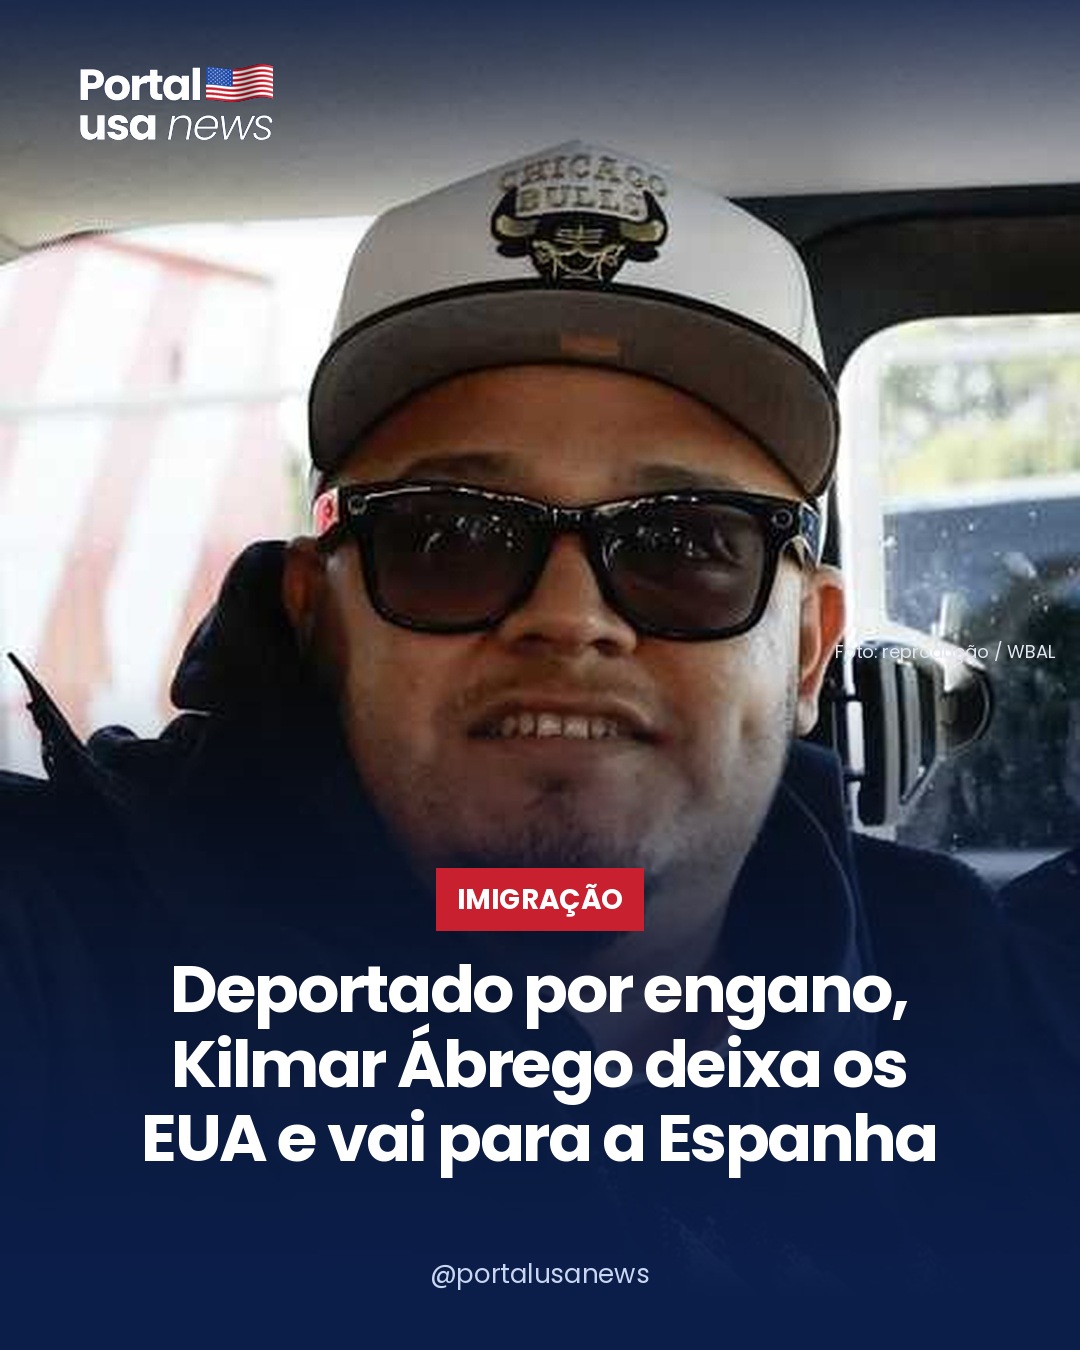 Portal
usa news
CHICAGO
BULLS
Foto: reprodução / WBAL
IMIGRAÇÃO
Deportado por engano,
Kilmar Ábrego deixa os
EUA e vai para a Espanha
@portalusanews